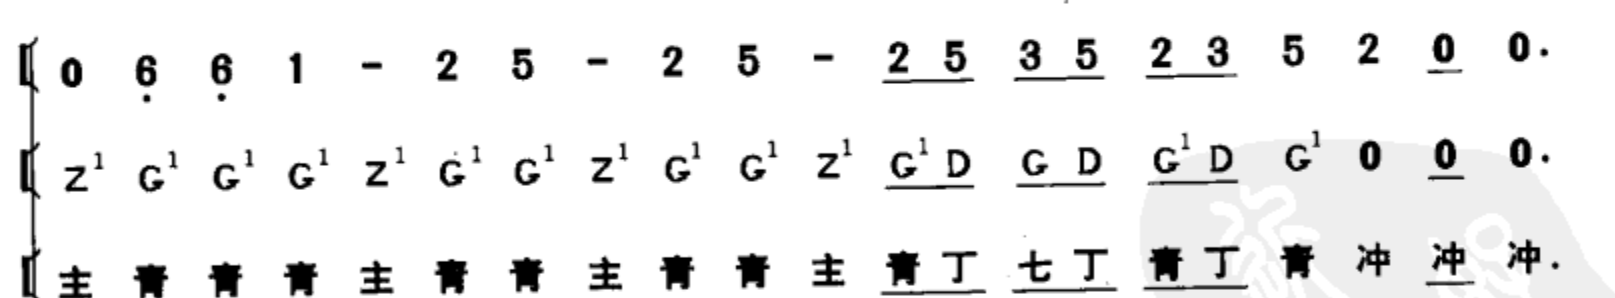 0 6̣ 6̣ 1 - 2 5 - 2 5 - 2 5 3 5 2 3 5 2 0 0.
Z¹ G¹ G¹ G¹ Z¹ G¹ G¹ Z¹ G¹ G¹ Z¹ G¹ D G D G¹ D G¹ 0 0 0.
主 青 青 青 主 青 青 主 青 青 主 青 丁 七 丁 青 丁 青 冲 冲 冲.